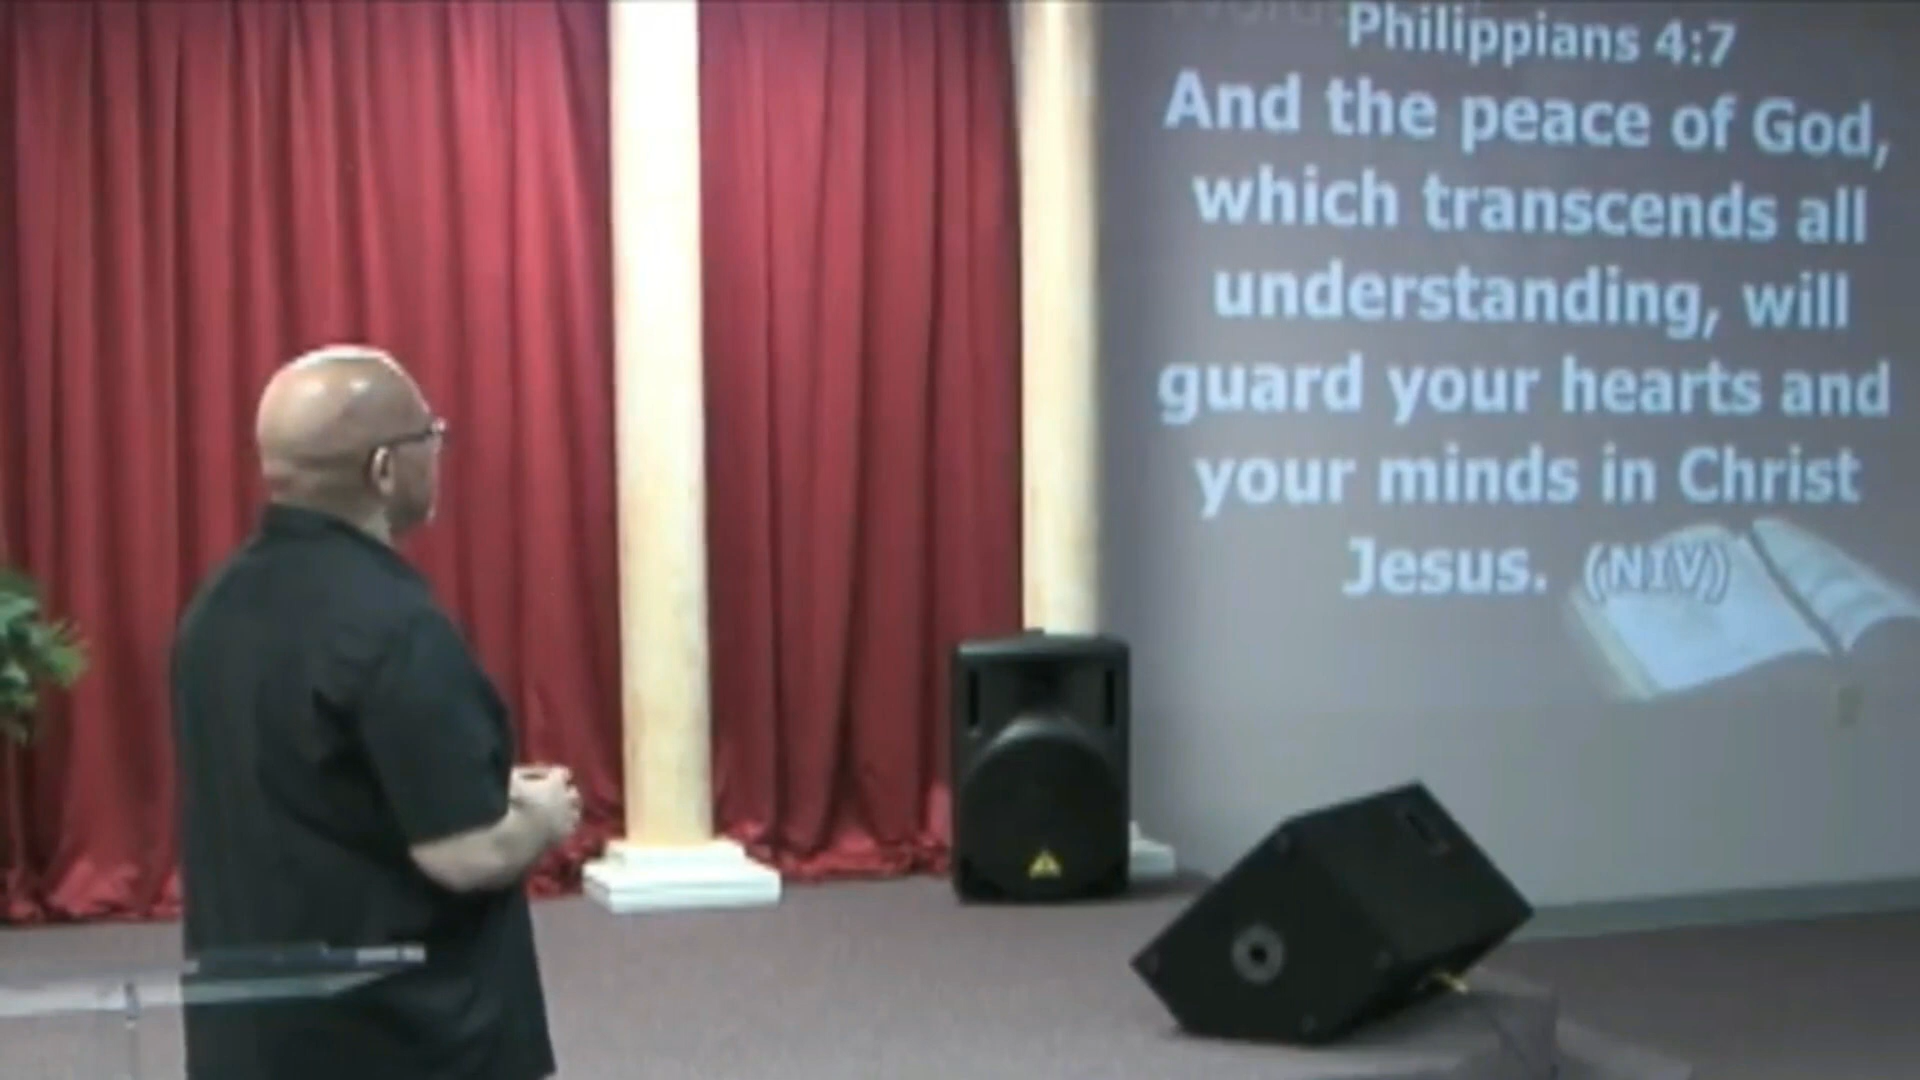 Philippians 4:7
And the peace of God,
which transcends all
understanding, will
guard your hearts and
your minds in Christ
Jesus. (NIV)